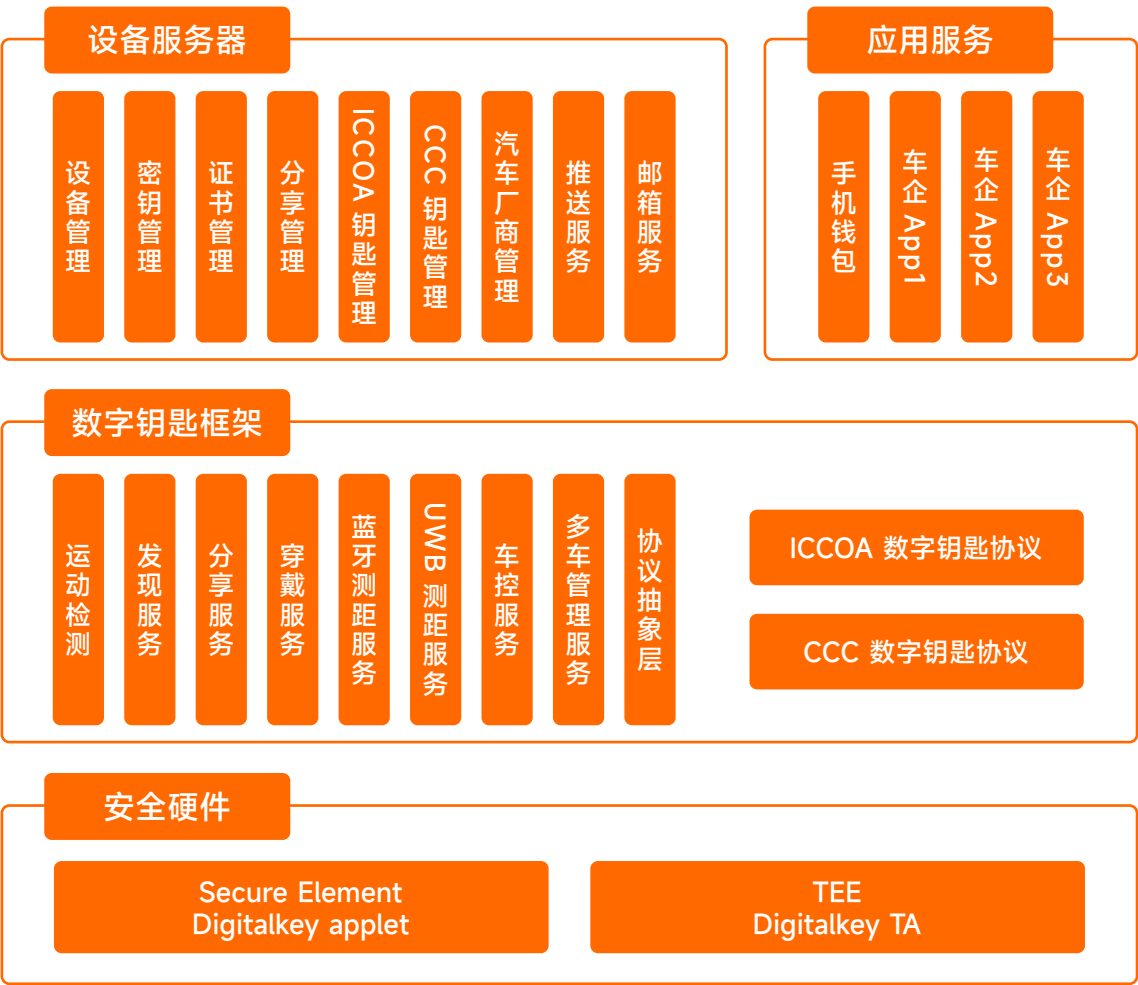 设备服务器
设备管理
密钥管理
证书管理
分享管理
ICCOA 钥匙管理
CCC 钥匙管理
汽车厂商管理
推送服务
邮箱服务
应用服务
手机钱包
车企 App1
车企 App2
车企 App3
数字钥匙框架
运动检测
发现服务
分享服务
穿戴服务
蓝牙测距服务
UWB 测距服务
车控服务
多车管理服务
协议抽象层
ICCOA 数字钥匙协议
CCC 数字钥匙协议
安全硬件
Secure Element
Digitalkey applet
TEE
Digitalkey TA